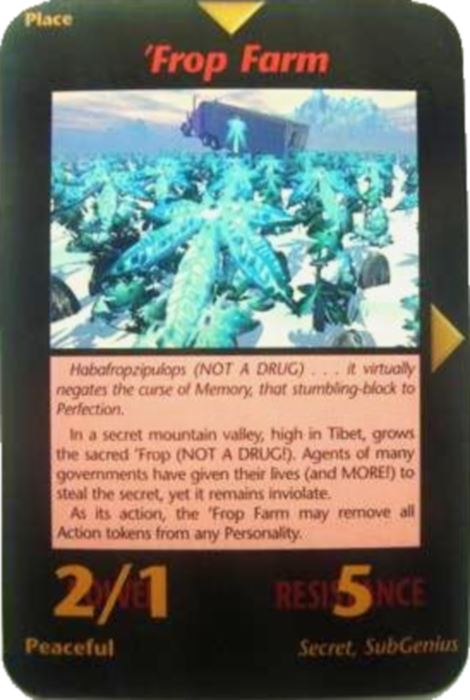 Place
'Frop Farm
Habafropzipulops (NOT A DRUG) . . . it virtually
negates the curse of Memory, that stumbling-block to
Perfection.
In a secret mountain valley, high in Tibet, grows
the sacred 'Frop (NOT A DRUG!). Agents of many
governments have given their lives (and MORE!) to
steal the secret, yet it remains inviolate.
As its action, the 'Frop Farm may remove all
Action tokens from any Personality.
POWER RESISTANCE
2/1 5
Peaceful Secret, SubGenius